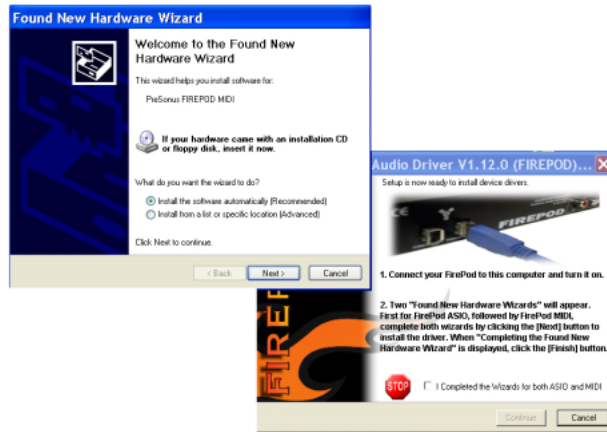 Found New Hardware Wizard
Welcome to the Found New
Hardware Wizard
This wizard helps you install software for:
PreSonus FIREPOD MIDI
If your hardware came with an installation CD
or floppy disk, insert it now.
What do you want the wizard to do?
Install the software automatically (Recommended)
Install from a list or specific location (Advanced)
Click Next to continue.
< Back
Next >
Cancel
Audio Driver V1.12.0 (FIREPOD)...
Setup is now ready to install device drivers.
FIREPOD
1. Connect your FirePod to this computer and turn it on.
2. Two "Found New Hardware Wizards" will appear.
First for FirePod ASIO, followed by FirePod MIDI,
complete both wizards by clicking the [Next] button to
install the driver. When "Completing the Found New
Hardware Wizard" is displayed, click the [Finish] button.
FIREP
STOP
I Completed the Wizards for both ASIO and MIDI
Continue
Cancel